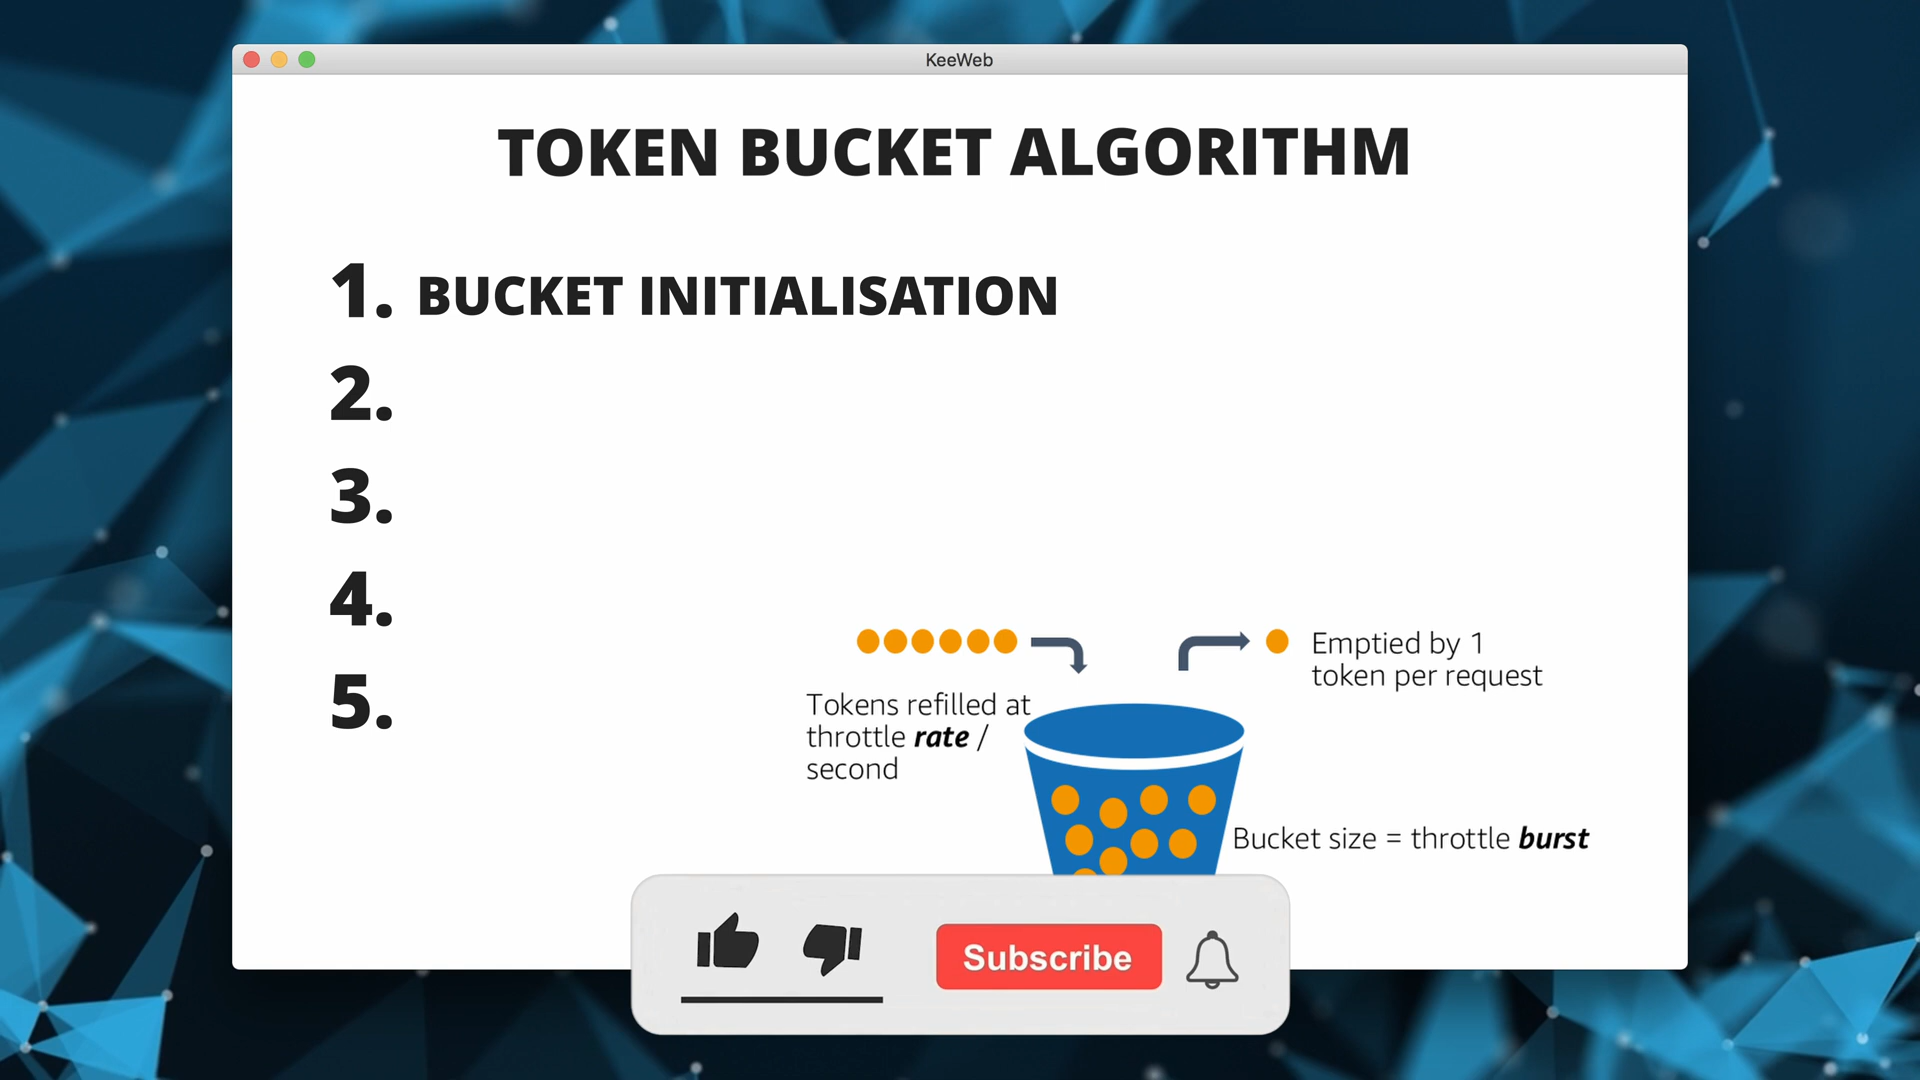 KeeWeb
TOKEN BUCKET ALGORITHM
1. BUCKET INITIALISATION
2.
3.
4.
5.
Emptied by 1
token per request
Tokens refilled at
throttle rate /
second
Bucket size = throttle burst
Subscribe